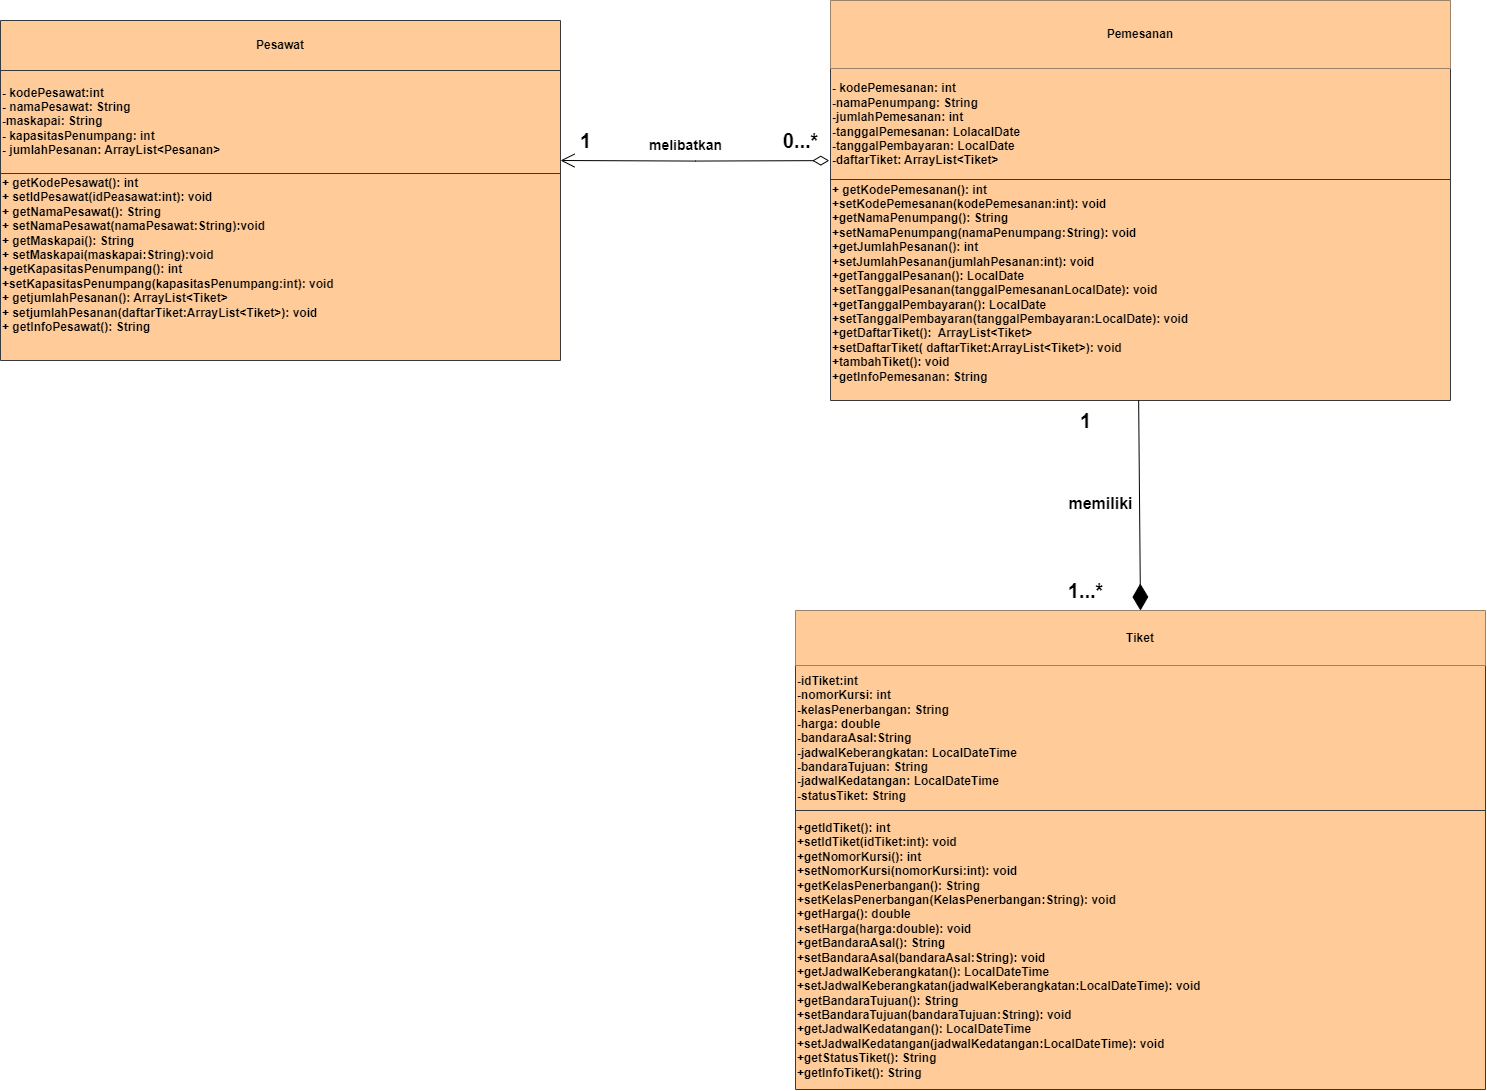 Pesawat
- kodePesawat:int
- namaPesawat: String
-maskapai: String
- kapasitasPenumpang: int
- jumlahPesanan: ArrayList<Pesanan>
+ getKodePesawat(): int
+ setIdPesawat(idPeasawat:int): void
+ getNamaPesawat(): String
+ setNamaPesawat(namaPesawat:String):void
+ getMaskapai(): String
+ setMaskapai(maskapai:String):void
+getKapasitasPenumpang(): int
+setKapasitasPenumpang(kapasitasPenumpang:int): void
+ getjumlahPesanan(): ArrayList<Tiket>
+ setjumlahPesanan(daftarTiket:ArrayList<Tiket>): void
+ getInfoPesawat(): String
1
melibatkan
0...*
Pemesanan
- kodePemesanan: int
-namaPenumpang: String
-jumlahPemesanan: int
-tanggalPemesanan: LolacalDate
-tanggalPembayaran: LocalDate
-daftarTiket: ArrayList<Tiket>
+ getKodePemesanan(): int
+setKodePemesanan(kodePemesanan:int): void
+getNamaPenumpang(): String
+setNamaPenumpang(namaPenumpang:String): void
+getJumlahPesanan(): int
+setJumlahPesanan(jumlahPesanan:int): void
+getTanggalPesanan(): LocalDate
+setTanggalPesanan(tanggalPemesananLocalDate): void
+getTanggalPembayaran(): LocalDate
+setTanggalPembayaran(tanggalPembayaran:LocalDate): void
+getDaftarTiket():  ArrayList<Tiket>
+setDaftarTiket( daftarTiket:ArrayList<Tiket>): void
+tambahTiket(): void
+getInfoPemesanan: String
1
memiliki
1...*
Tiket
-idTiket:int
-nomorKursi: int
-kelasPenerbangan: String
-harga: double
-bandaraAsal:String
-jadwalKeberangkatan: LocalDateTime
-bandaraTujuan: String
-jadwalKedatangan: LocalDateTime
-statusTiket: String
+getIdTiket(): int
+setIdTiket(idTiket:int): void
+getNomorKursi(): int
+setNomorKursi(nomorKursi:int): void
+getKelasPenerbangan(): String
+setKelasPenerbangan(KelasPenerbangan:String): void
+getHarga(): double
+setHarga(harga:double): void
+getBandaraAsal(): String
+setBandaraAsal(bandaraAsal:String): void
+getJadwalKeberangkatan(): LocalDateTime
+setJadwalKeberangkatan(jadwalKeberangkatan:LocalDateTime): void
+getBandaraTujuan(): String
+setBandaraTujuan(bandaraTujuan:String): void
+getJadwalKedatangan(): LocalDateTime
+setJadwalKedatangan(jadwalKedatangan:LocalDateTime): void
+getStatusTiket(): String
+getInfoTiket(): String